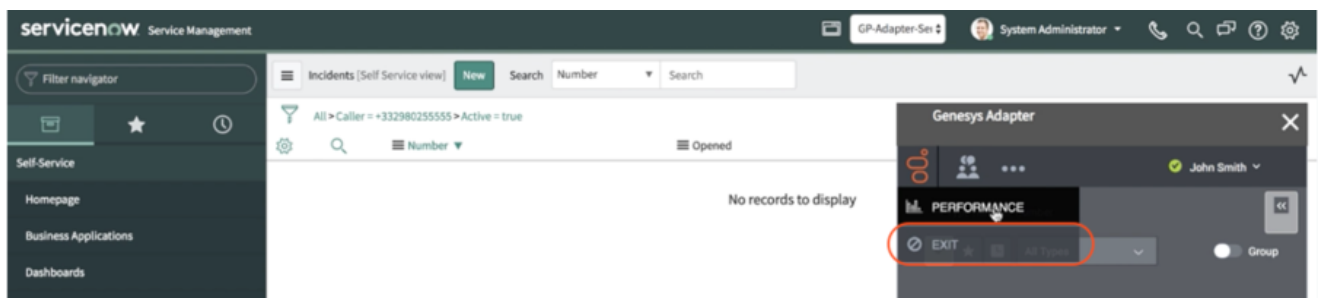 servicenow Service Management
GP-Adapter-Ser
System Administrator
Filter navigator
Incidents [Self Service view] New Search Number Search
All > Caller = +332980255555 > Active = true
Number Opened
No records to display
Self-Service
Homepage
Business Applications
Dashboards
Genesys Adapter
John Smith
PERFORMANCE
EXIT
All Types
Group